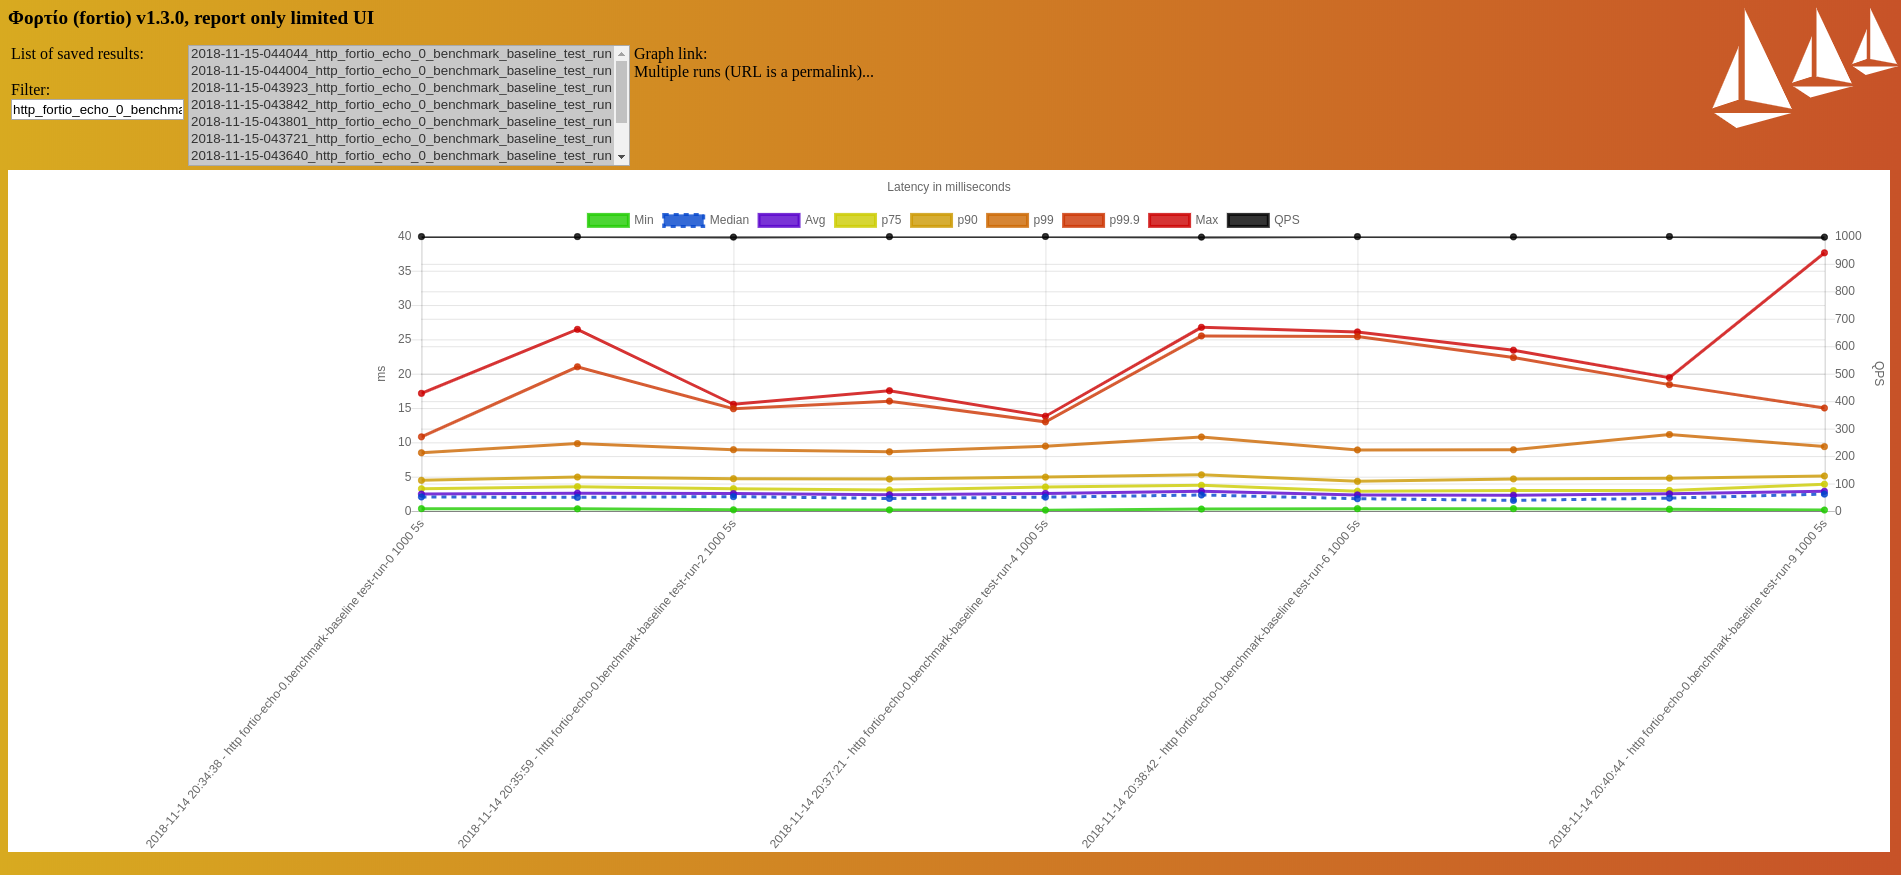 Φορτίο (fortio) v1.3.0, report only limited UI
List of saved results:
Filter:
http_fortio_echo_0_benchma
2018-11-15-044044_http_fortio_echo_0_benchmark_baseline_test_run
2018-11-15-044004_http_fortio_echo_0_benchmark_baseline_test_run
2018-11-15-043923_http_fortio_echo_0_benchmark_baseline_test_run
2018-11-15-043842_http_fortio_echo_0_benchmark_baseline_test_run
2018-11-15-043801_http_fortio_echo_0_benchmark_baseline_test_run
2018-11-15-043721_http_fortio_echo_0_benchmark_baseline_test_run
2018-11-15-043640_http_fortio_echo_0_benchmark_baseline_test_run
Graph link:
Multiple runs (URL is a permalink)...
Latency in milliseconds
Min Median Avg p75 p90 p99 p99.9 Max QPS
40
35
30
25
20
15
10
5
0
ms
1000
900
800
700
600
500
400
300
200
100
0
QPS
2018-11-14 20:34:38 - http fortio-echo-0.benchmark-baseline test-run-0 1000 5s
2018-11-14 20:35:59 - http fortio-echo-0.benchmark-baseline test-run-2 1000 5s
2018-11-14 20:37:21 - http fortio-echo-0.benchmark-baseline test-run-4 1000 5s
2018-11-14 20:38:42 - http fortio-echo-0.benchmark-baseline test-run-6 1000 5s
2018-11-14 20:40:44 - http fortio-echo-0.benchmark-baseline test-run-9 1000 5s